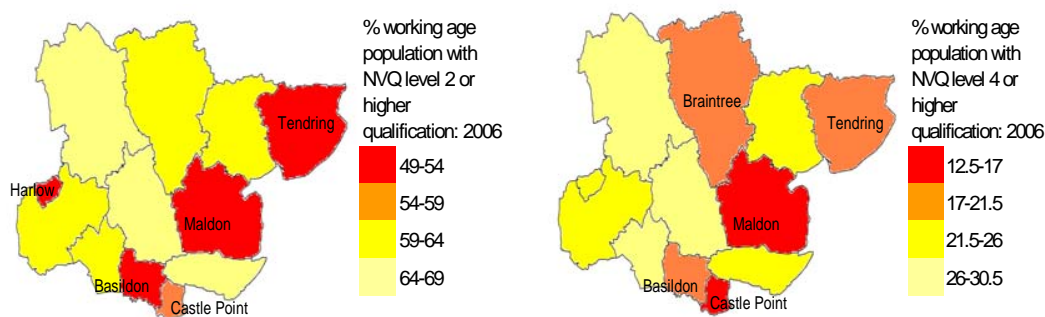 % working age
population with
NVQ level 2 or
higher
qualification: 2006
49-54
54-59
59-64
64-69
Tendring
Harlow
Maldon
Basildon
Castle Point
% working age
population with
NVQ level 4 or
higher
qualification: 2006
12.5-17
17-21.5
21.5-26
26-30.5
Braintree
Tendring
Maldon
Basildon
Castle Point